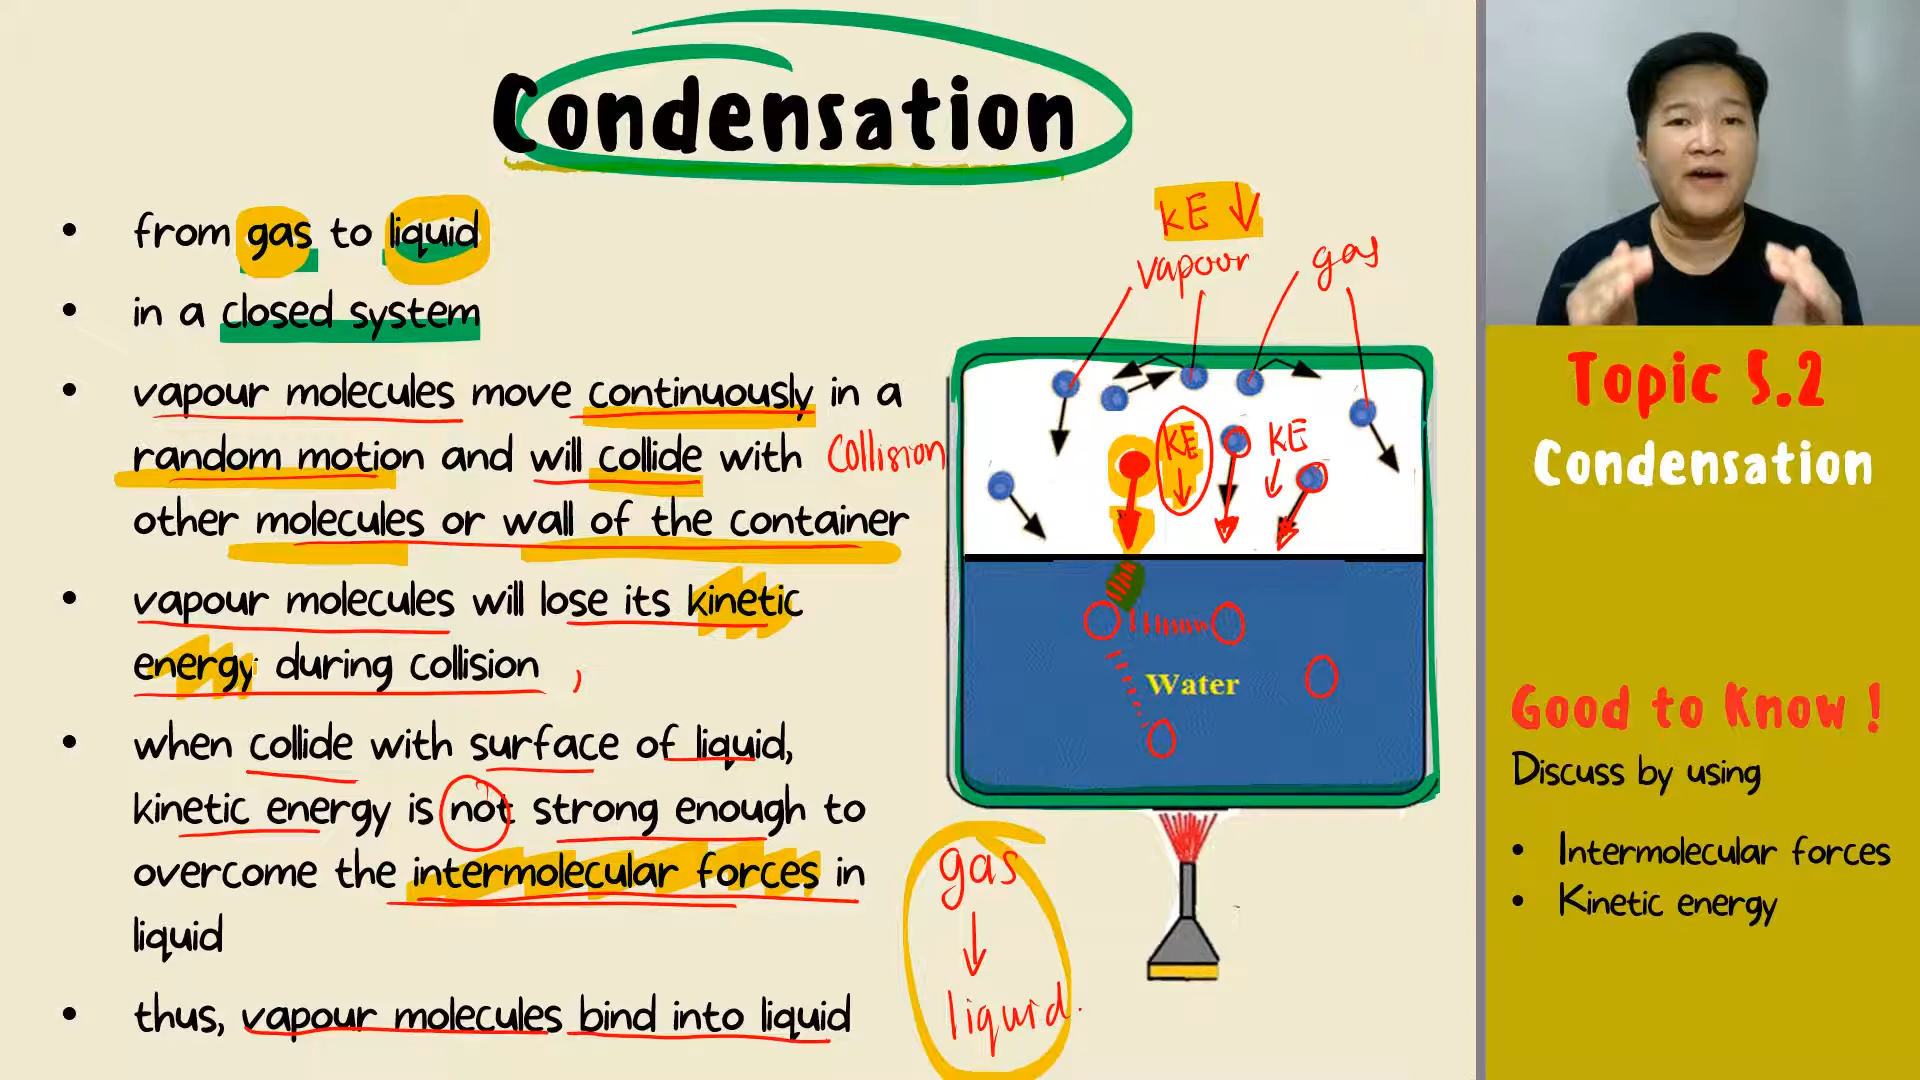 Condensation
• from gas to liquid
• in a closed system
• vapour molecules move continuously in a
random motion and will collide with
other molecules or wall of the container
• vapour molecules will lose its kinetic
energy during collision ,
• when collide with surface of liquid,
kinetic energy is not strong enough to
overcome the intermolecular forces in
liquid
• thus, vapour molecules bind into liquid
Collision
KE ↓
vapour
gas
KE
↓
KE
↓
Water
gas
↓
liquid.
Topic 5.2
Condensation
Good to Know !
Discuss by using
• Intermolecular forces
• Kinetic energy